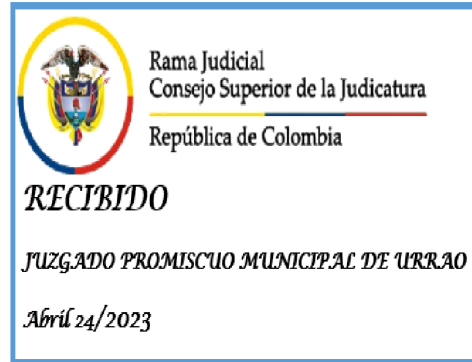 Rama Judicial
Consejo Superior de la Judicatura
República de Colombia
RECIBIDO
JUZGADO PROMISCUO MUNICIPAL DE URRAO
Abril 24/2023